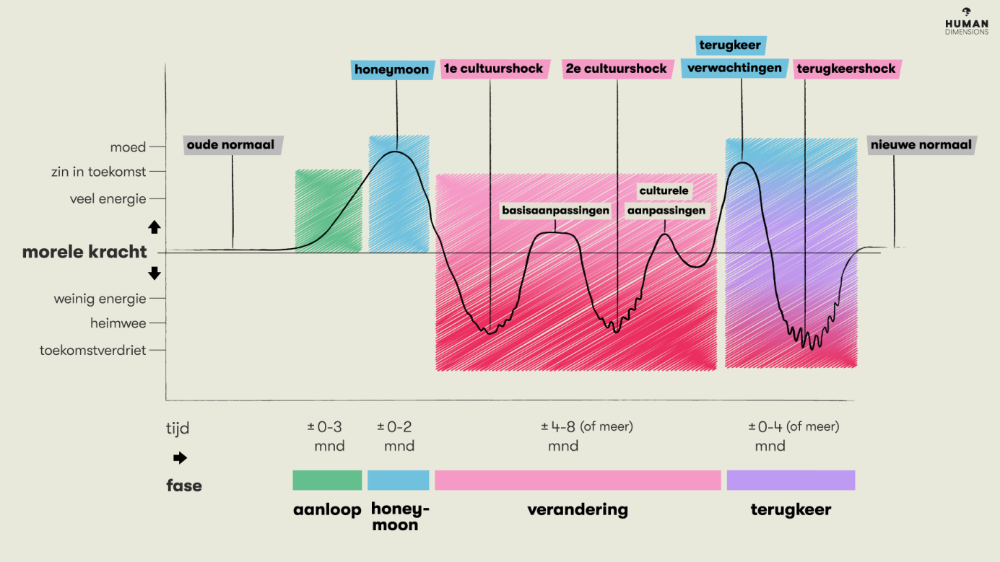 HUMAN
DIMENSIONS
terugkeer
verwachtingen
honeymoon
1e cultuurshock
2e cultuurshock
terugkeershock
oude normaal
nieuwe normaal
moed
zin in toekomst
veel energie
morele kracht
weinig energie
heimwee
toekomstverdriet
basisaanpassingen
culturele
aanpassingen
tijd
± 0-3
mnd
± 0-2
mnd
± 4-8 (of meer)
mnd
± 0-4 (of meer)
mnd
fase
aanloop
honey-
moon
verandering
terugkeer